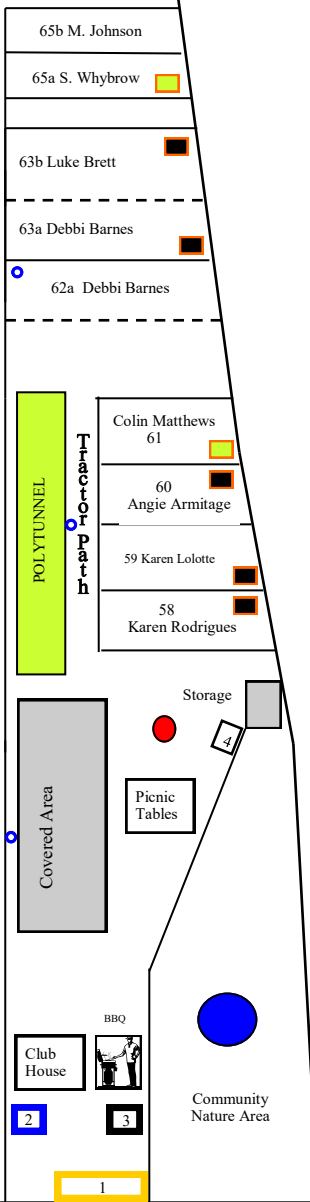 65b M. Johnson
65a S. Whybrow
63b Luke Brett
63a Debbi Barnes
62a Debbi Barnes
POLYTUNNEL
Tractor Path
Colin Matthews
61
60
Angie Armitage
59 Karen Lolotte
58
Karen Rodrigues
Storage
4
Covered Area
Picnic
Tables
BBQ
Club
House
2
3
Community
Nature Area
1